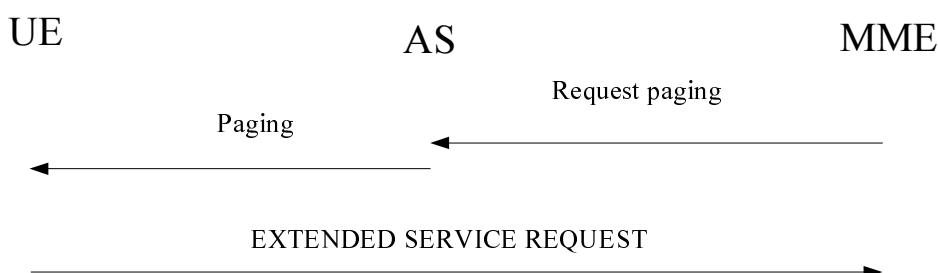 UE
AS
MME
Request paging
Paging
EXTENDED SERVICE REQUEST